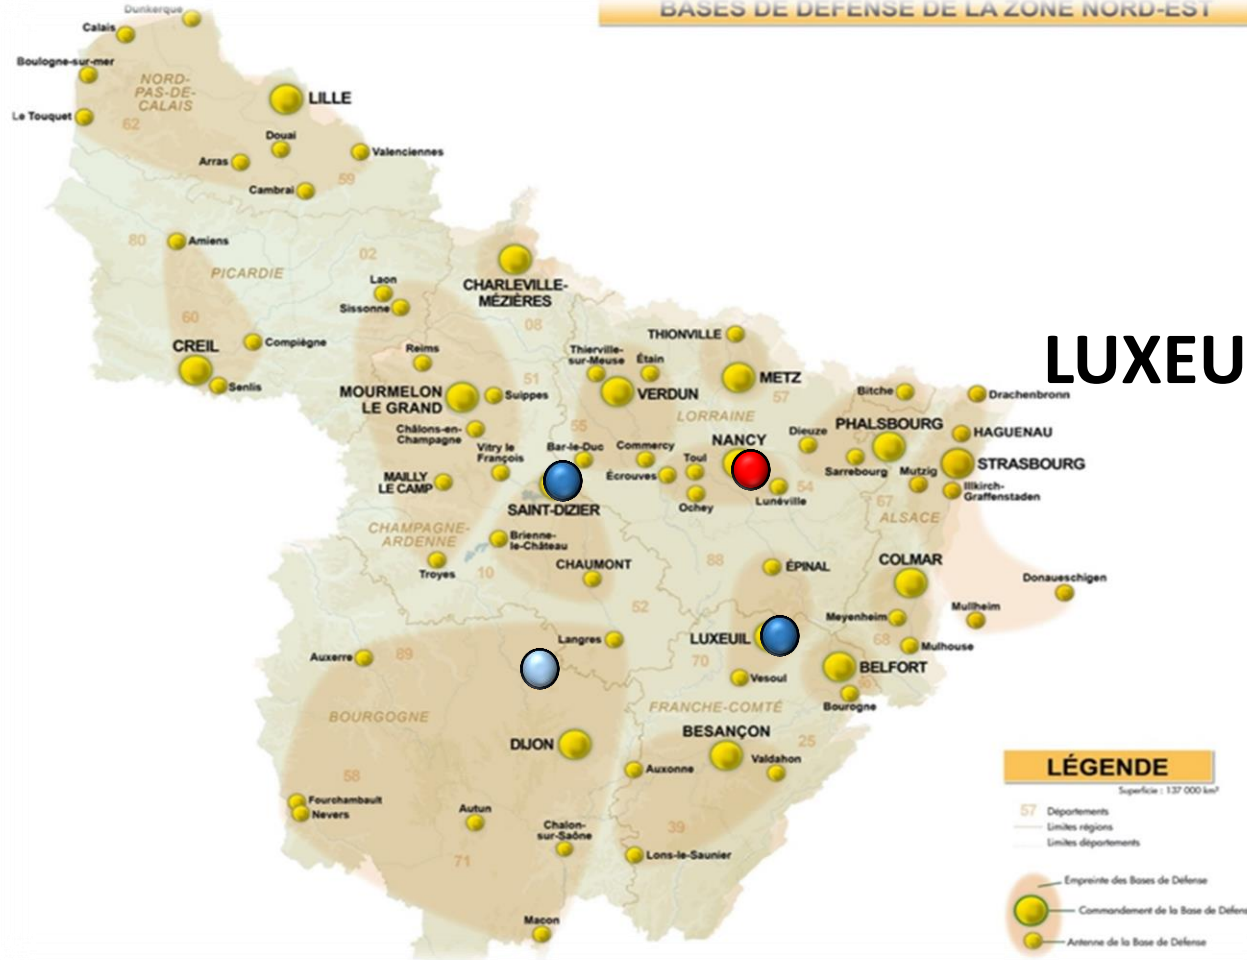 BASES DE DÉFENSE DE LA ZONE NORD-EST
Dunkerque
Calais
Boulogne-sur-mer
NORD-
PAS-DE-
CALAIS
LILLE
Le Touquet
62
Douai
Arras
Valenciennes
59
Cambrai
80
Amiens
02
PICARDIE
Laon
Sissonne
CHARLEVILLE-
MÉZIÈRES
60
08
CREIL
Compiègne
Senlis
Reims
THIONVILLE
Thierville-
sur-Meuse
Étain
LUXEU
51
METZ
MOURMELON
LE GRAND
Suippes
VERDUN
57
Bitche
Drachenbronn
LORRAINE
Châlons-en-
Champagne
55
PHALSBOURG
Dieuze
HAGUENAU
Vitry le
François
Bar-le-Duc
Commercy
NANCY
Toul
Sarrebourg
Mutzig
STRASBOURG
MAILLY
LE CAMP
Écrouves
54
Illkirch-
Graffenstaden
Lunéville
Ochey
67
SAINT-DIZIER
ALSACE
CHAMPAGNE-
ARDENNE
Brienne-
le-Château
CHAUMONT
88
ÉPINAL
COLMAR
Troyes
10
Donaueschigen
52
Mullheim
Meyenheim
Langres
LUXEUIL
68
Mulhouse
Auxerre
89
70
BELFORT
Vesoul
Bourogne
BOURGOGNE
FRANCHE-COMTÉ
DIJON
BESANÇON
25
Valdahon
Auxonne
58
Fourchambault
Nevers
Autun
Chalon-
sur-Saône
39
71
Lons-le-Saunier
Macon
LÉGENDE
Superficie : 137 000 km²
57 Départements
Limites régions
Limites départements
Empreinte des Bases de Défense
Commandement de la Base de Défens
Antenne de la Base de Défense